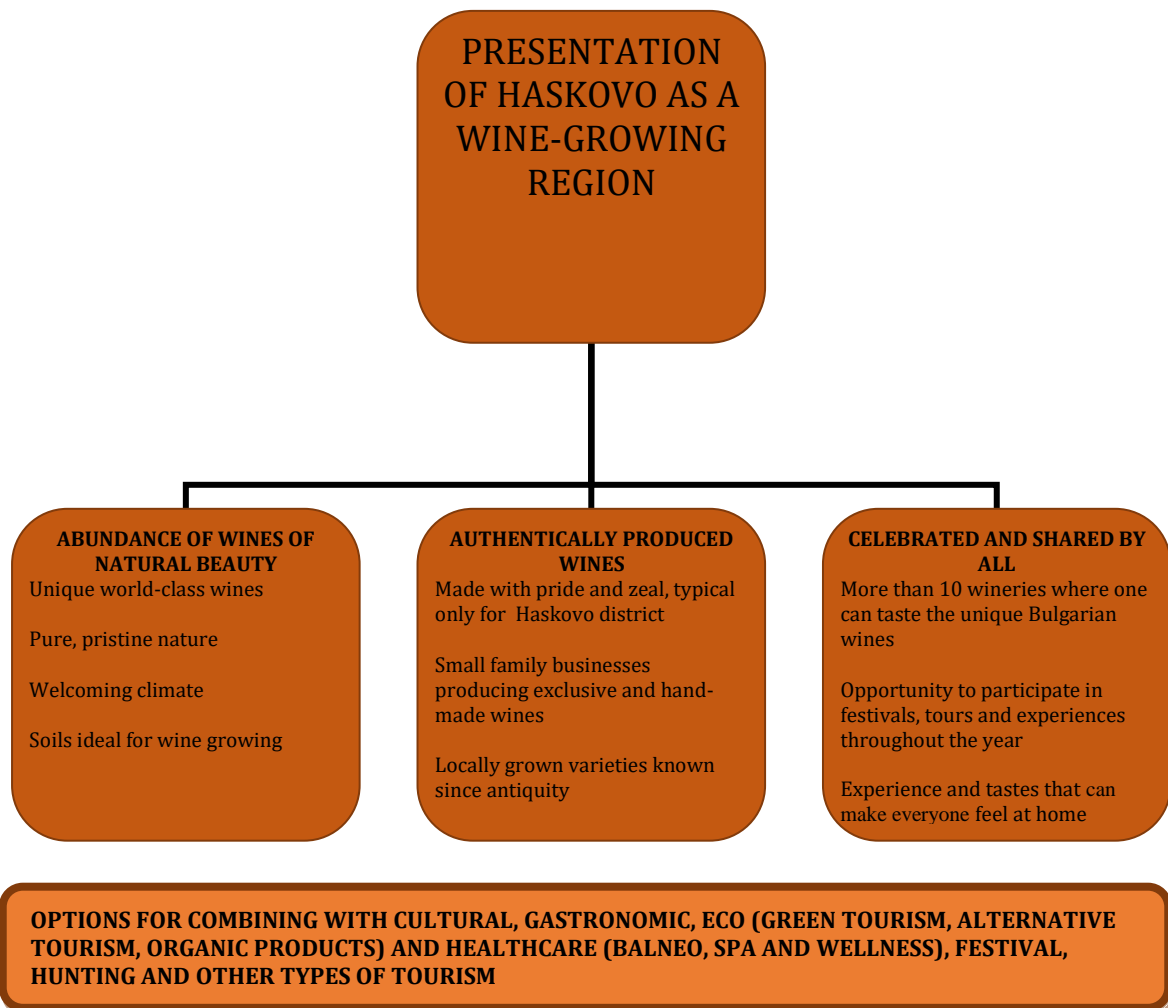 PRESENTATION
OF HASKOVO AS A
WINE-GROWING
REGION
ABUNDANCE OF WINES OF
NATURAL BEAUTY
Unique world-class wines
Pure, pristine nature
Welcoming climate
Soils ideal for wine growing
AUTHENTICALLY PRODUCED
WINES
Made with pride and zeal, typical
only for Haskovo district
Small family businesses
producing exclusive and hand-
made wines
Locally grown varieties known
since antiquity
CELEBRATED AND SHARED BY
ALL
More than 10 wineries where one
can taste the unique Bulgarian
wines
Opportunity to participate in
festivals, tours and experiences
throughout the year
Experience and tastes that can
make everyone feel at home
OPTIONS FOR COMBINING WITH CULTURAL, GASTRONOMIC, ECO (GREEN TOURISM, ALTERNATIVE
TOURISM, ORGANIC PRODUCTS) AND HEALTHCARE (BALNEO, SPA AND WELLNESS), FESTIVAL,
HUNTING AND OTHER TYPES OF TOURISM